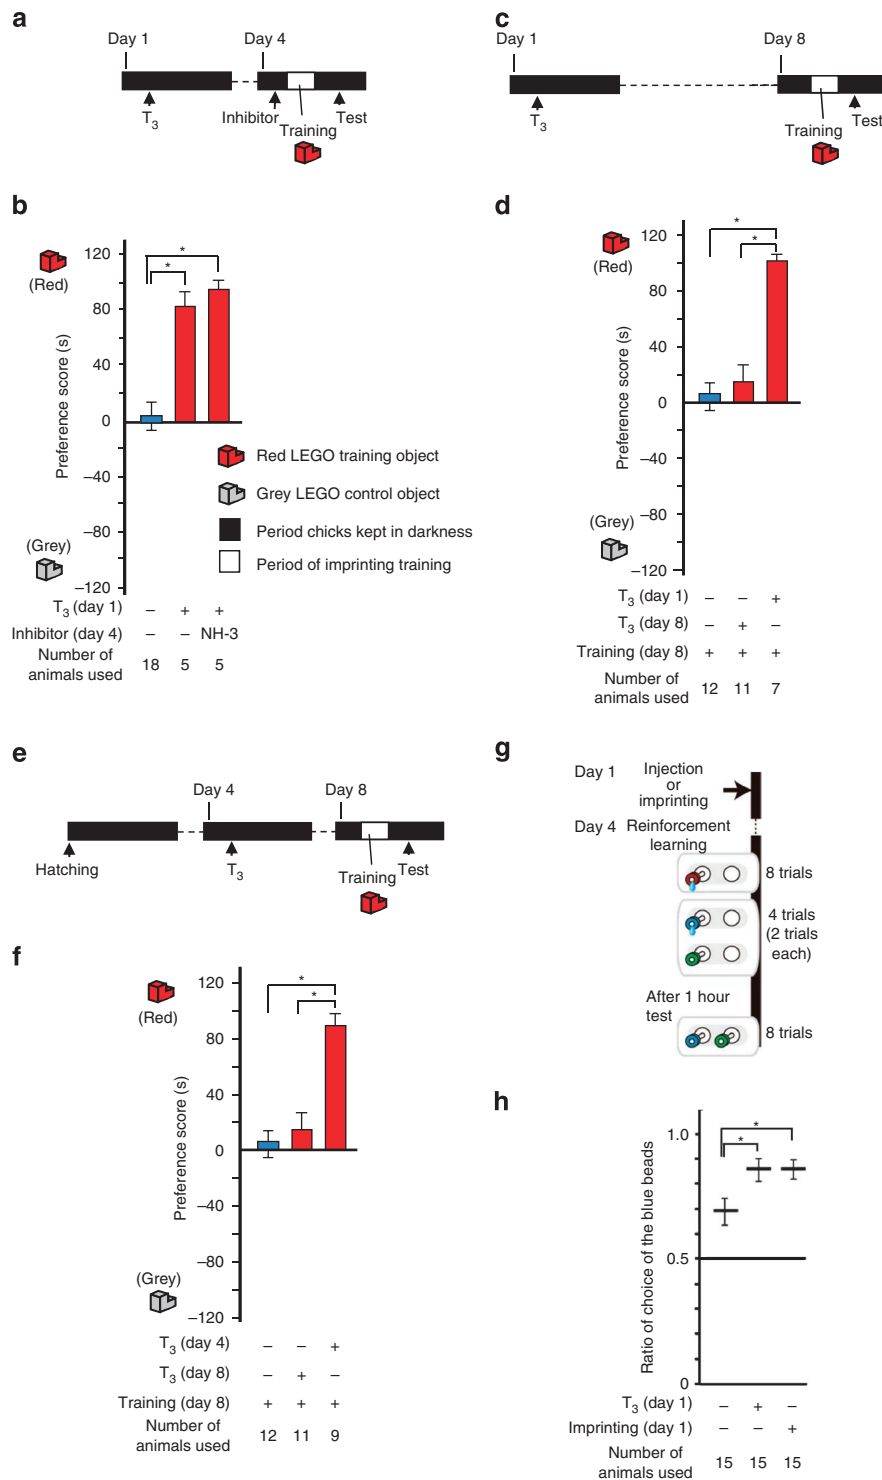 a
Day 1
Day 4
T3
Inhibitor
Test
Training
b
(Red)
120
80
40
0
–40
–80
–120
Preference score (s)
(Grey)
*
*
Red LEGO training object
Grey LEGO control object
Period chicks kept in darkness
Period of imprinting training
T3 (day 1) – + +
Inhibitor (day 4) – – NH-3
Number of
animals used
18 5 5
c
Day 1
Day 8
T3
Test
Training
d
(Red)
120
80
40
0
–40
–80
–120
Preference score (s)
(Grey)
*
*
T3 (day 1) – – +
T3 (day 8) – + –
Training (day 8) + + +
Number of
animals used
12 11 7
e
Day 4
Day 8
Hatching
T3
Training
Test
f
(Red)
120
80
40
0
–40
–80
–120
Preference score (s)
(Grey)
*
*
T3 (day 4) – – +
T3 (day 8) – + –
Training (day 8) + + +
Number of
animals used
12 11 9
g
Day 1
Injection
or
imprinting
Day 4
Reinforcement
learning
8 trials
4 trials
(2 trials
each)
After 1 hour
test
8 trials
h
1.0
0.5
0
Ratio of choice of the blue beads
*
*
T3 (day 1) – + –
Imprinting (day 1) – – +
Number of
animals used
15 15 15